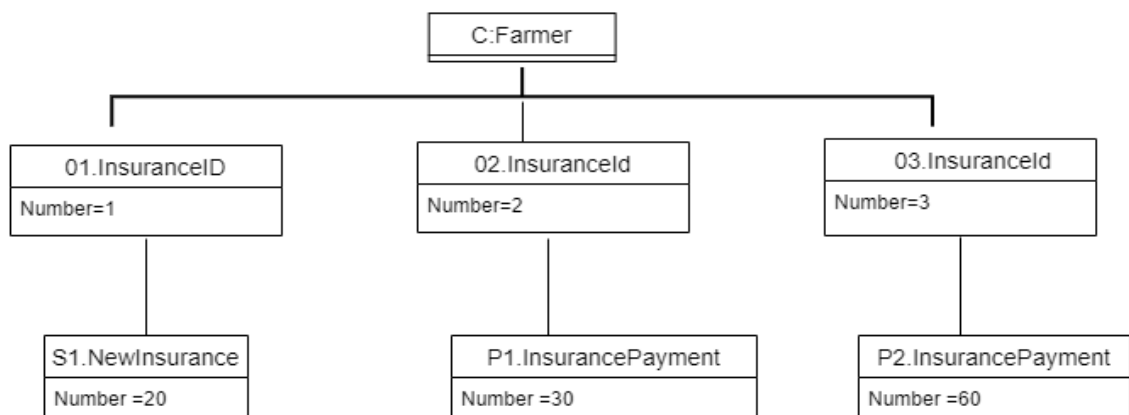 C:Farmer
01.InsuranceID
Number=1
02.InsuranceId
Number=2
03.InsuranceId
Number=3
S1.NewInsurance
Number =20
P1.InsurancePayment
Number =30
P2.InsurancePayment
Number =60